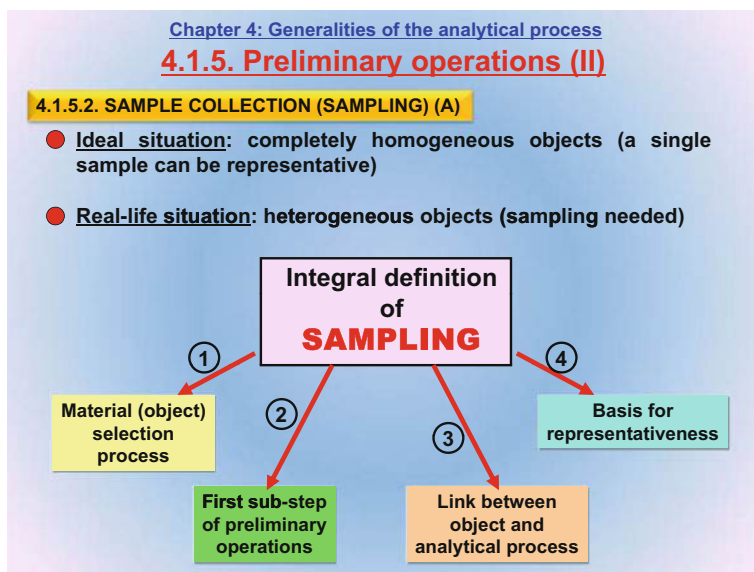 Chapter 4: Generalities of the analytical process
4.1.5. Preliminary operations (II)
4.1.5.2. SAMPLE COLLECTION (SAMPLING) (A)
Ideal situation: completely homogeneous objects (a single
sample can be representative)
Real-life situation: heterogeneous objects (sampling needed)
Integral definition
of
SAMPLING
1
2
3
4
Material (object)
selection
process
First sub-step
of preliminary
operations
Link between
object and
analytical process
Basis for
representativeness